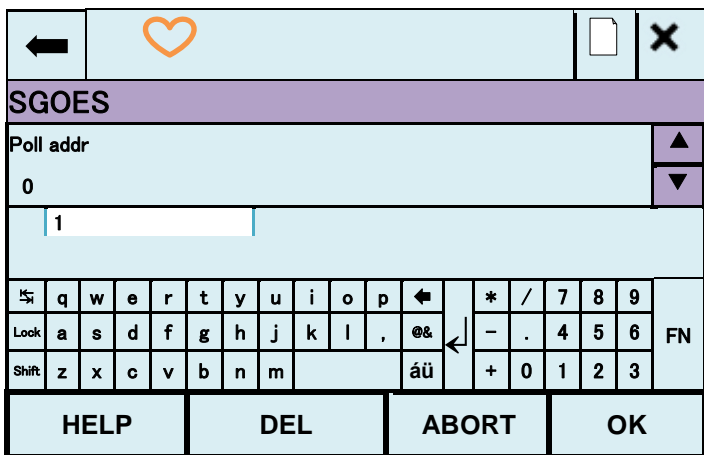 SGOES
Poll addr
0
1
q w e r t y u i o p * / 7 8 9
Lock a s d f g h j k l , @& - . 4 5 6 FN
Shift z x c v b n m áü + 0 1 2 3
HELP DEL ABORT OK